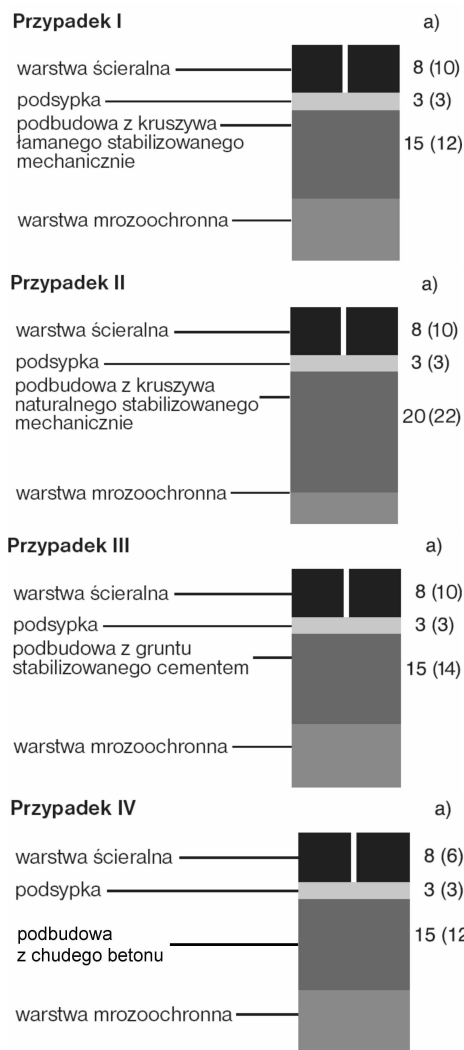 Przypadek I a)
warstwa ścieralna 8 (10)
podsypka 3 (3)
podbudowa z kruszywa
łamanego stabilizowanego 15 (12)
mechanicznie
warstwa mrozoochronna
Przypadek II a)
warstwa ścieralna 8 (10)
podsypka 3 (3)
podbudowa z kruszywa
naturalnego stabilizowanego
mechanicznie 20 (22)
warstwa mrozoochronna
Przypadek III a)
warstwa ścieralna 8 (10)
podsypka 3 (3)
podbudowa z gruntu
stabilizowanego cementem 15 (14)
warstwa mrozoochronna
Przypadek IV a)
warstwa ścieralna 8 (6)
podsypka 3 (3)
podbudowa 15 (12
z chudego betonu
warstwa mrozoochronna